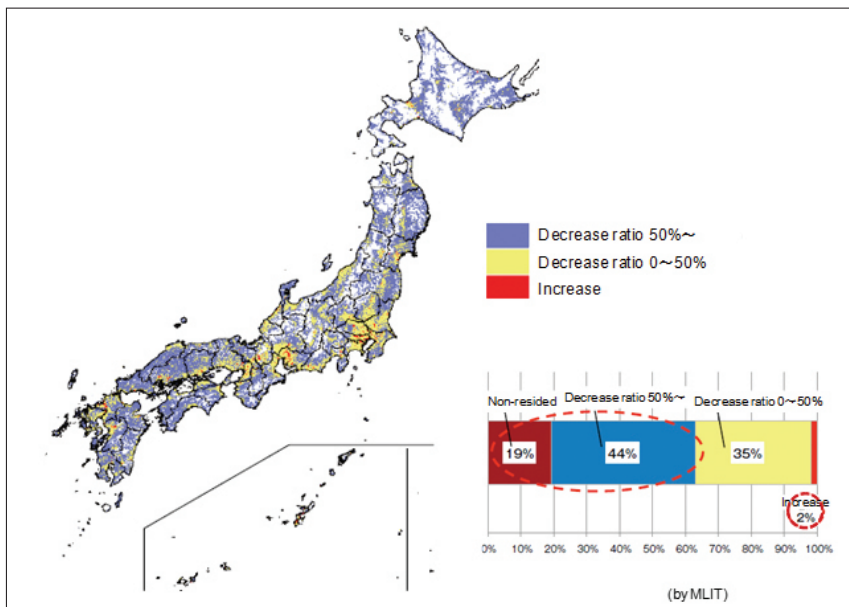 Decrease ratio 50%～
Decrease ratio 0～50%
Increase
Non-resided
Decrease ratio 50%～
Decrease ratio 0～50%
19%
44%
35%
Increase
2%
0% 10% 20% 30% 40% 50% 60% 70% 80% 90% 100%
(by MLIT)